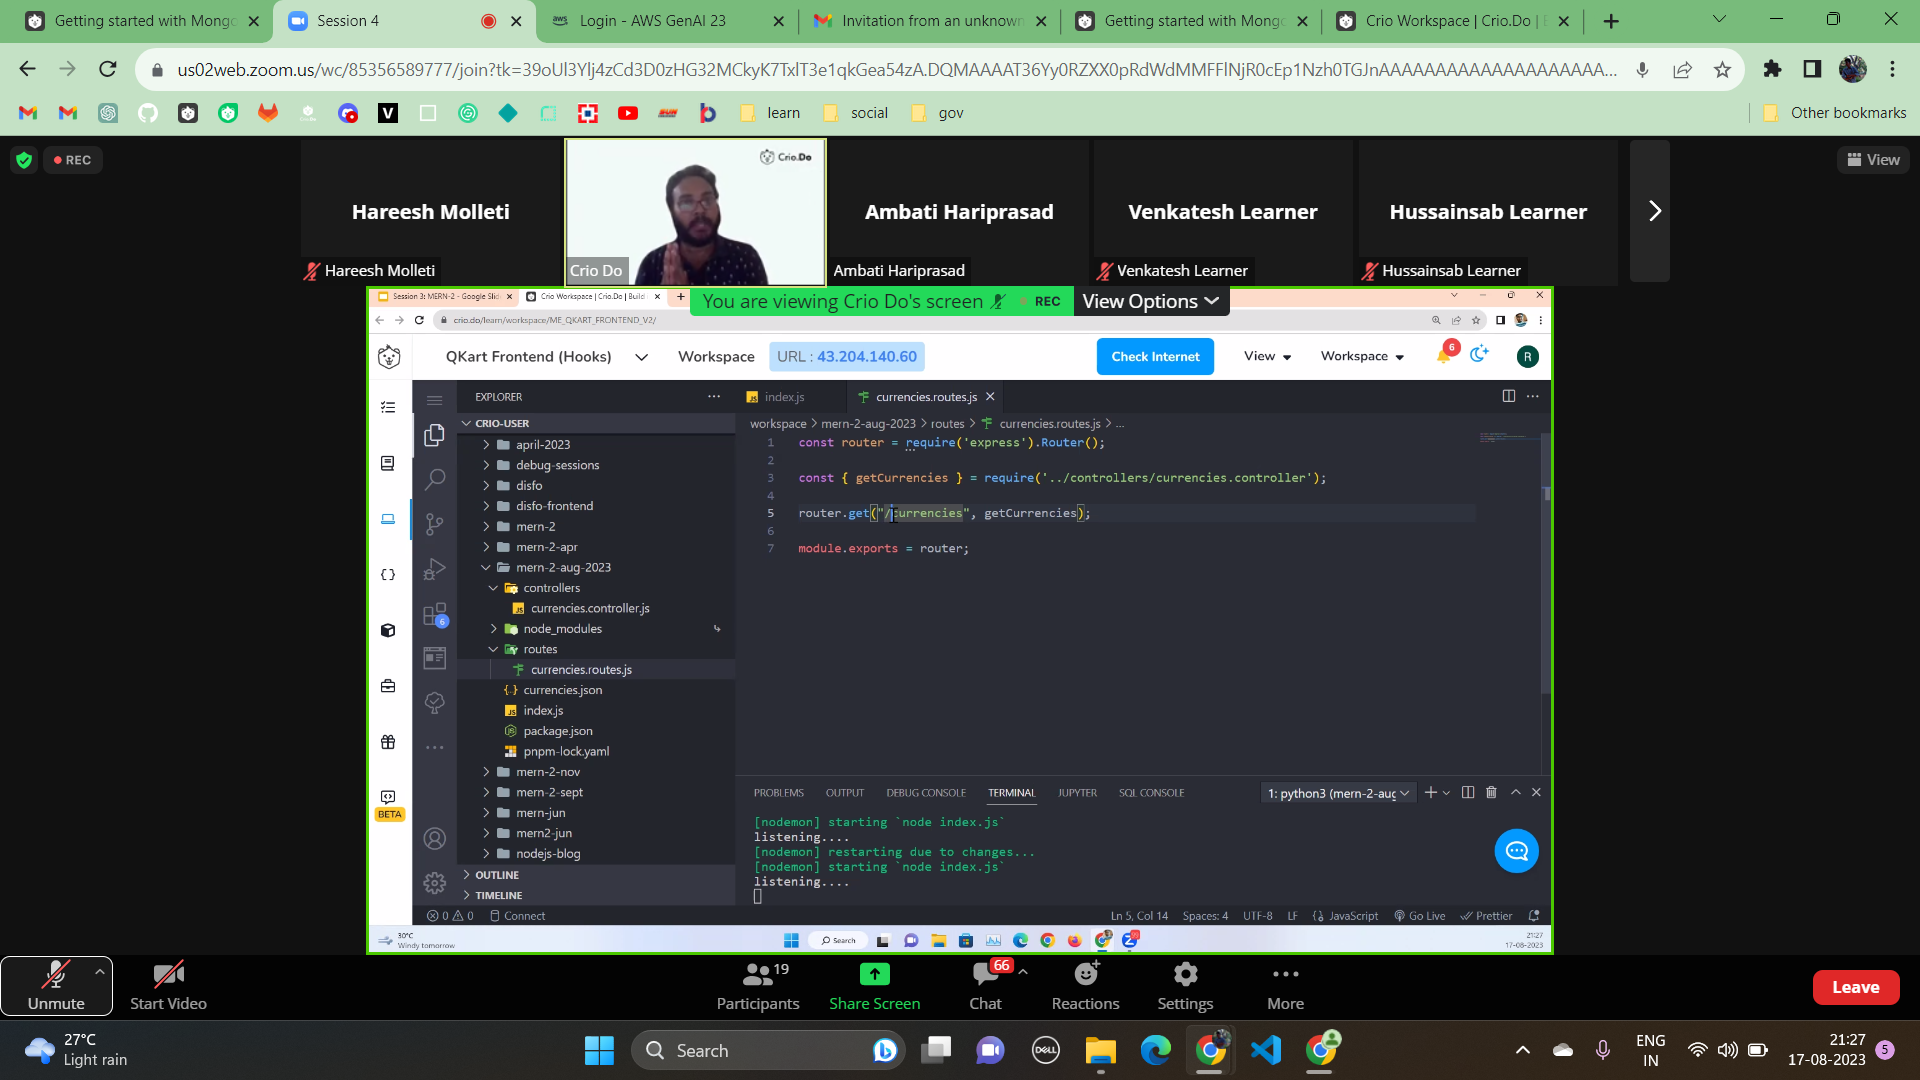 Getting started with Mongo
Session 4
Login - AWS GenAI 23
Invitation from an unknown
Getting started with Mongo
Crio Workspace | Crio.Do | B
learn
social
gov
Other bookmarks
REC
View
Hareesh Molleti
Crio.Do
Ambati Hariprasad
Venkatesh Learner
Hussainsab Learner
Hareesh Molleti
Crio Do
Ambati Hariprasad
Venkatesh Learner
Hussainsab Learner
Session 3: MERN-2 - Google Slid
Crio Workspace | Crio.Do | Build
You are viewing Crio Do's screen
REC
View Options
crio.do/learn/workspace/ME_QKART_FRONTEND_V2/
QKart Frontend (Hooks)
Workspace
URL : 43.204.140.60
Check Internet
View
Workspace
6
R
EXPLORER
index.js
currencies.routes.js
CRIO-USER
workspace > mern-2-aug-2023 > routes > currencies.routes.js > ...
april-2023
debug-sessions
disfo
disfo-frontend
mern-2
mern-2-apr
mern-2-aug-2023
controllers
currencies.controller.js
node_modules
routes
currencies.routes.js
currencies.json
index.js
package.json
pnpm-lock.yaml
mern-2-nov
mern-2-sept
mern-jun
mern2-jun
nodejs-blog
OUTLINE
TIMELINE
6
BETA
1 const router = require('express').Router();
2
3 const { getCurrencies } = require('../controllers/currencies.controller');
4
5 router.get("/currencies", getCurrencies);
6
7 module.exports = router;
PROBLEMS
OUTPUT
DEBUG CONSOLE
TERMINAL
JUPYTER
SQL CONSOLE
1: python3 (mern-2-aug
[nodemon] starting `node index.js`
listening....
[nodemon] restarting due to changes...
[nodemon] starting `node index.js`
listening....
0 0
Connect
Ln 5, Col 14
Spaces: 4
UTF-8
LF
JavaScript
Go Live
Prettier
30°C
Windy tomorrow
Search
21:27
17-08-2023
Unmute
Start Video
19
Participants
Share Screen
66
Chat
Reactions
Settings
More
Leave
27°C
Light rain
Search
DELL
ENG
IN
21:27
17-08-2023
5